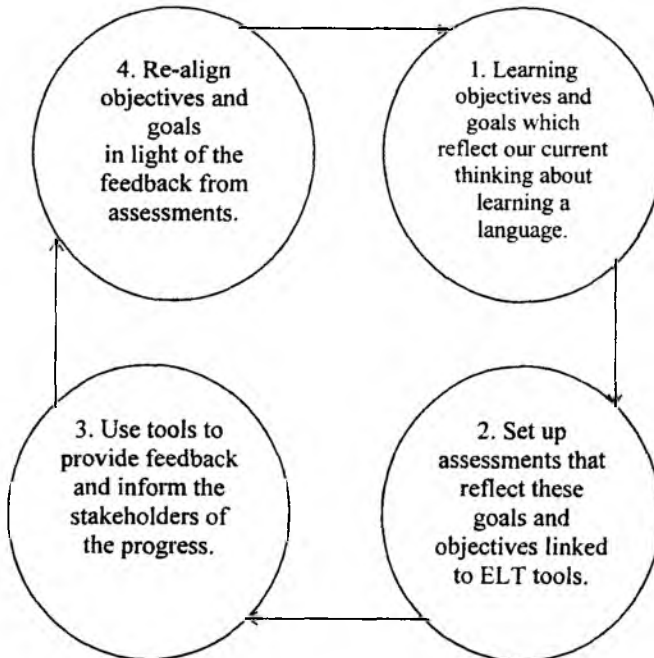 4. Re-align
objectives and
goals
in light of the
feedback from
assessments.
1. Learning
objectives and
goals which
reflect our current
thinking about
learning a
language.
3. Use tools to
provide feedback
and inform the
stakeholders of
the progress.
2. Set up
assessments that
reflect these
goals and
objectives linked
to ELT tools.